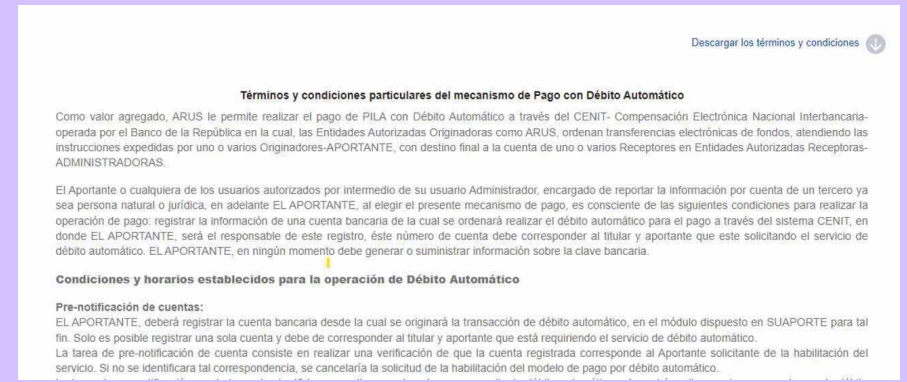 Descargar los términos y condiciones
Términos y condiciones particulares del mecanismo de Pago con Débito Automático
Como valor agregado, ARUS le permite realizar el pago de PILA con Débito Automático a través del CENIT- Compensación Electrónica Nacional Interbancaria-
operada por el Banco de la República en la cual, las Entidades Autorizadas Originadoras como ARUS, ordenan transferencias electrónicas de fondos, atendiendo las
instrucciones expedidas por uno o varios Originadores-APORTANTE, con destino final a la cuenta de uno o varios Receptores en Entidades Autorizadas Receptoras-
ADMINISTRADORAS.
El Aportante o cualquiera de los usuarios autorizados por intermedio de su usuario Administrador, encargado de reportar la información por cuenta de un tercero ya
sea persona natural o jurídica, en adelante EL APORTANTE, al elegir el presente mecanismo de pago, es consciente de las siguientes condiciones para realizar la
operación de pago: registrar la información de una cuenta bancaria de la cual se ordenará realizar el débito automático para el pago a través del sistema CENIT, en
donde EL APORTANTE, será el responsable de este registro, éste número de cuenta debe corresponder al titular y aportante que este solicitando el servicio de
débito automático. EL APORTANTE, en ningún momento debe generar o suministrar información sobre la clave bancaria.
Condiciones y horarios establecidos para la operación de Débito Automático
Pre-notificación de cuentas:
EL APORTANTE, deberá registrar la cuenta bancaria desde la cual se originará la transacción de débito automático, en el módulo dispuesto en SUAPORTE para tal
fin. Solo es posible registrar una sola cuenta y debe de corresponder al titular y aportante que está requiriendo el servicio de débito automático.
La tarea de pre-notificación de cuenta consiste en realizar una verificación de que la cuenta registrada corresponde al Aportante solicitante de la habilitación del
servicio. Si no se identificara tal correspondencia, se cancelaría la solicitud de la habilitación del modelo de pago por débito automático.